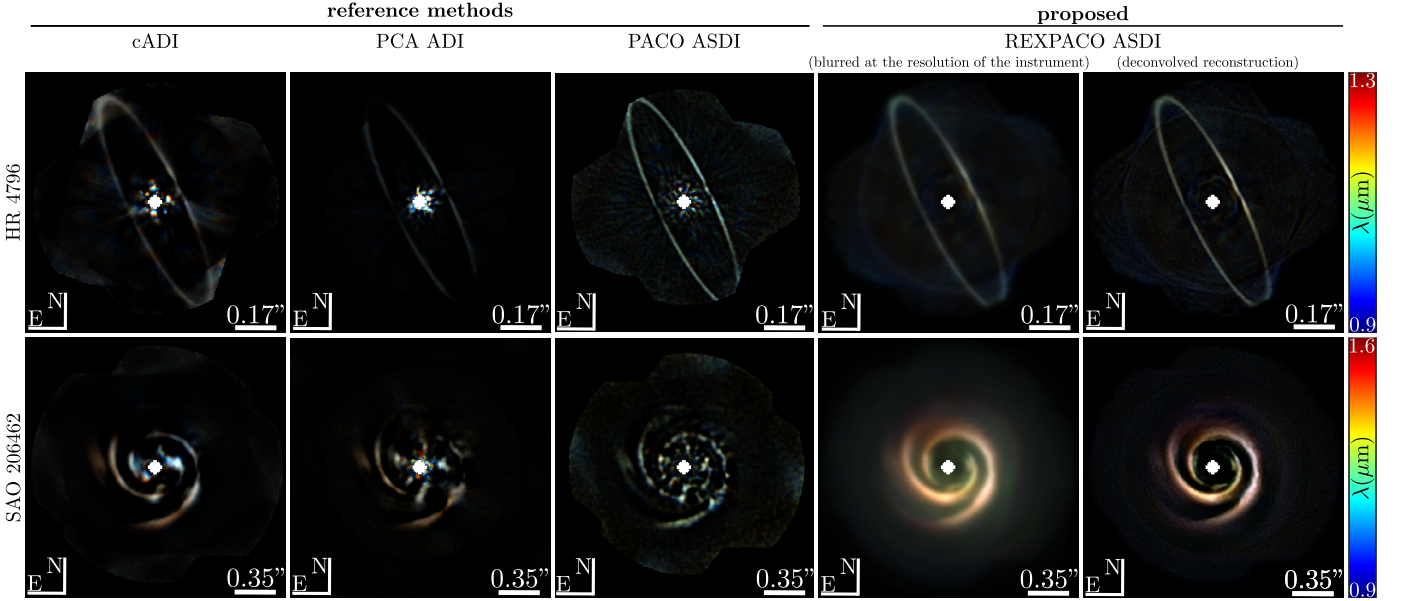 reference methods
proposed
cADI
PCA ADI
PACO ASDI
REXPACO ASDI
(blurred at the resolution of the instrument)
(deconvolved reconstruction)
HR 4796
N
E
0.17”
N
E
0.17”
N
E
0.17”
N
E
0.17”
N
E
0.17”
1.3
λ(μm)
0.9
SAO 206462
N
E
0.35”
N
E
0.35”
N
E
0.35”
N
E
0.35”
N
E
0.35”
1.6
λ(μm)
0.9